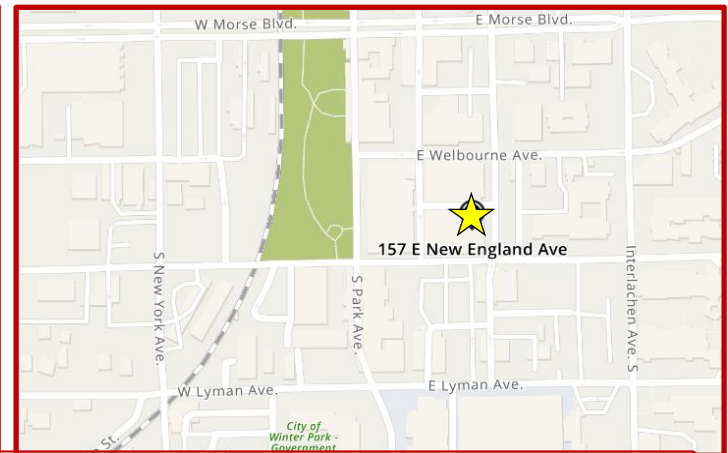 W Morse Blvd.
E Morse Blvd.
E Welbourne Ave.
157 E New England Ave
S New York Ave.
S Park Ave.
Interlachen Ave. S
W Lyman Ave.
E Lyman Ave.
City of
Winter Park -
Government
St.